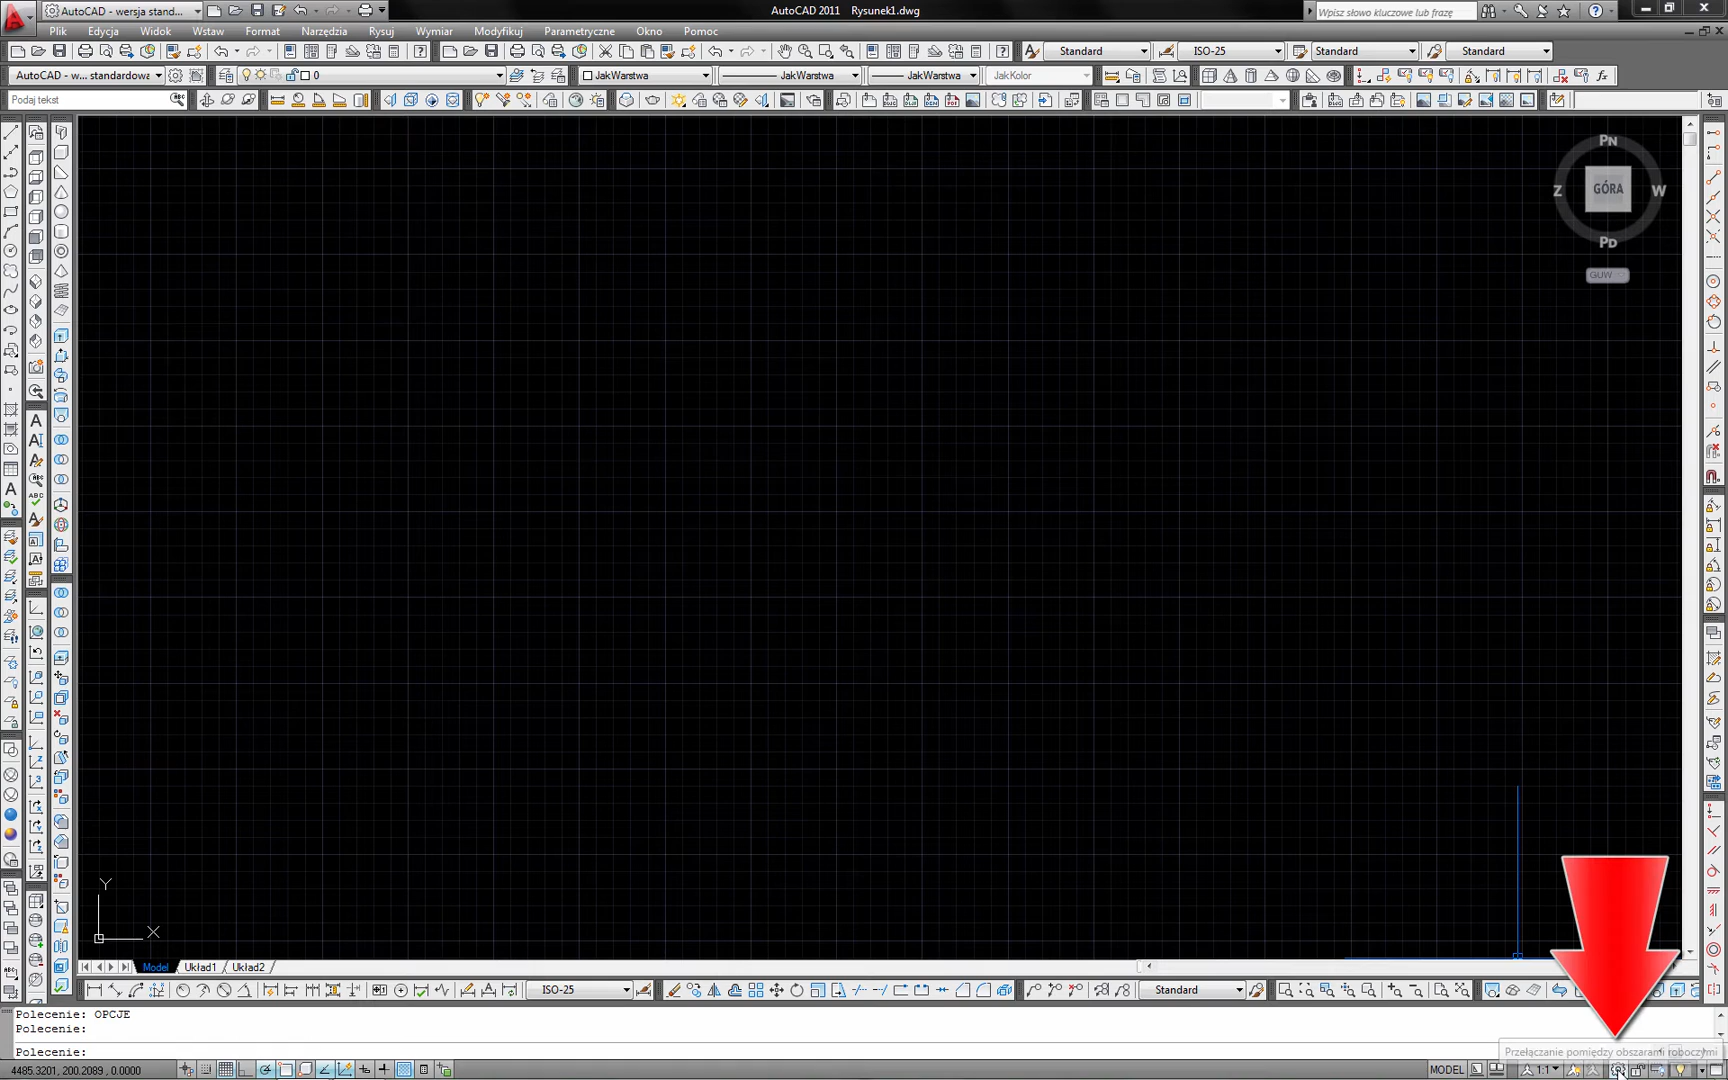 AutoCAD - wersja stand...
AutoCAD 2011 Rysunek1.dwg
Wpisz słowo kluczowe lub frazę
Plik Edycja Widok Wstaw Format Narzędzia Rysuj Wymiar Modyfikuj Parametryczne Okno Pomoc
Standard ISO-25 Standard Standard
AutoCAD - w... standardowa 0 JakWarstwa JakWarstwa JakWarstwa JakKolor
Podaj tekst
PN
Z GÓRA W
PD
GUW
Y
X
Model Układ1 Układ2
ISO-25 Standard
Polecenie: OPCJE
Polecenie:
Polecenie:
Przełączanie pomiędzy obszarami roboczymi
4485.3201, 200.2089, 0.0000 MODEL 1:1